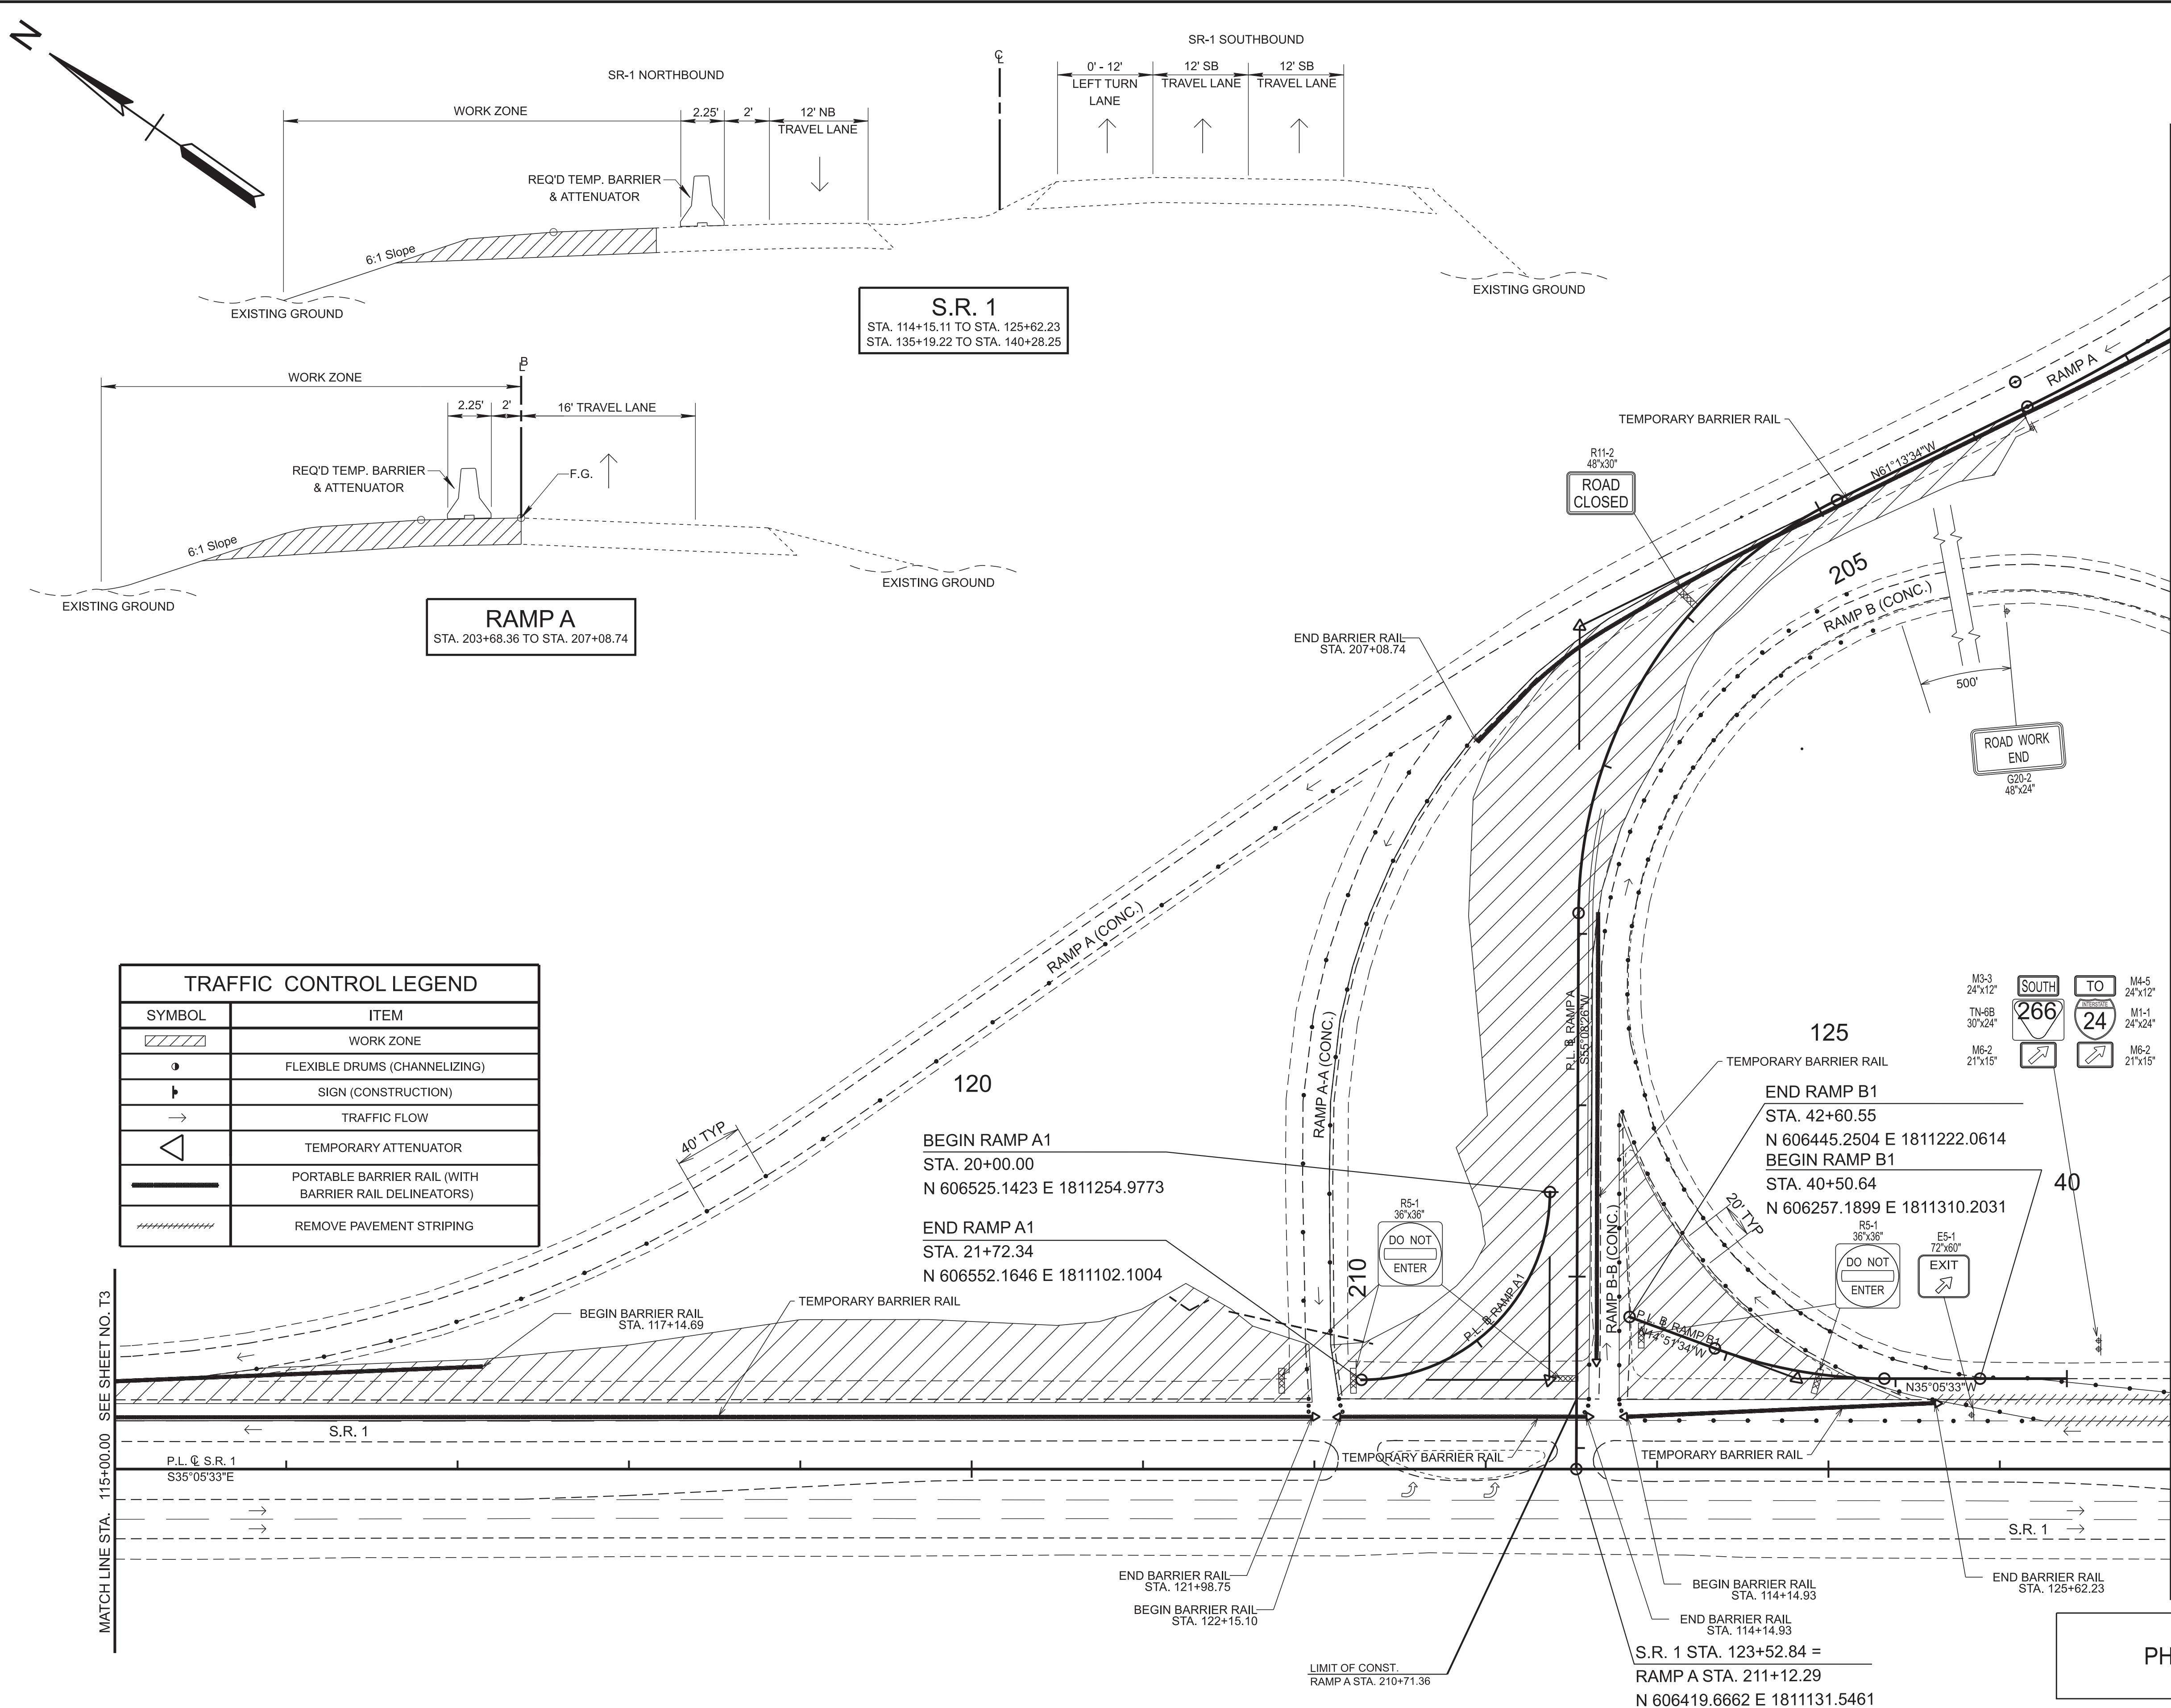 N
SR-1 NORTHBOUND
SR-1 SOUTHBOUND
℄
WORK ZONE
2.25'
2'
12' NB
TRAVEL LANE
0' - 12'
LEFT TURN
LANE
12' SB
TRAVEL LANE
12' SB
TRAVEL LANE
REQ'D TEMP. BARRIER
& ATTENUATOR
6:1 Slope
EXISTING GROUND
EXISTING GROUND
S.R. 1
STA. 114+15.11 TO STA. 125+62.23
STA. 135+19.22 TO STA. 140+28.25
WORK ZONE
BL
2.25'
2'
16' TRAVEL LANE
REQ'D TEMP. BARRIER
& ATTENUATOR
F.G.
6:1 Slope
EXISTING GROUND
EXISTING GROUND
RAMP A
STA. 203+68.36 TO STA. 207+08.74
RAMP A
TEMPORARY BARRIER RAIL
N61°13'34"W
R11-2
48"x30"
ROAD
CLOSED
205
RAMP B (CONC.)
END BARRIER RAIL
STA. 207+08.74
500'
ROAD WORK
END
G20-2
48"x24"
RAMP A (CONC.)
40' TYP
TRAFFIC CONTROL LEGEND
SYMBOL
ITEM
WORK ZONE
FLEXIBLE DRUMS (CHANNELIZING)
SIGN (CONSTRUCTION)
TRAFFIC FLOW
TEMPORARY ATTENUATOR
PORTABLE BARRIER RAIL (WITH
BARRIER RAIL DELINEATORS)
REMOVE PAVEMENT STRIPING
120
RAMP A-A (CONC.)
P.L. BL RAMP A
S55°08'26"W
125
TEMPORARY BARRIER RAIL
M3-3
24"x12"
SOUTH
TO
M4-5
24"x12"
TN-6B
30"x24"
266
INTERSTATE
24
M1-1
24"x24"
M6-2
21"x15"
M6-2
21"x15"
END RAMP B1
STA. 42+60.55
N 606445.2504 E 1811222.0614
BEGIN RAMP B1
STA. 40+50.64
N 606257.1899 E 1811310.2031
40
BEGIN RAMP A1
STA. 20+00.00
N 606525.1423 E 1811254.9773
END RAMP A1
STA. 21+72.34
N 606552.1646 E 1811102.1004
210
R5-1
36"x36"
DO NOT
ENTER
P.L. BL RAMP A1
RAMP B-B (CONC.)
20' TYP
R5-1
36"x36"
DO NOT
ENTER
E5-1
72"x60"
EXIT
P.L. BL RAMP B1
N14°51'34"W
N35°05'33"W
BEGIN BARRIER RAIL
STA. 117+14.69
TEMPORARY BARRIER RAIL
MATCH LINE STA. 115+00.00 SEE SHEET NO. T3
S.R. 1
P.L. ℄ S.R. 1
S35°05'33"E
TEMPORARY BARRIER RAIL
TEMPORARY BARRIER RAIL
S.R. 1
END BARRIER RAIL
STA. 121+98.75
BEGIN BARRIER RAIL
STA. 122+15.10
BEGIN BARRIER RAIL
STA. 114+14.93
END BARRIER RAIL
STA. 114+14.93
END BARRIER RAIL
STA. 125+62.23
LIMIT OF CONST.
RAMP A STA. 210+71.36
S.R. 1 STA. 123+52.84 =
RAMP A STA. 211+12.29
N 606419.6662 E 1811131.5461
PH